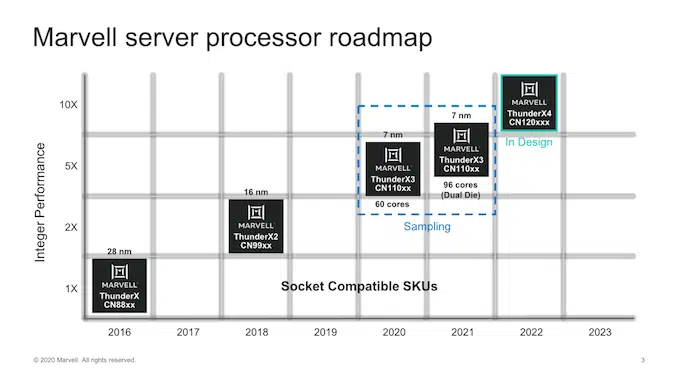 Marvell server processor roadmap
Integer Performance
10X
5X
2X
1X
28 nm
MARVELL
ThunderX
CN88xx
16 nm
MARVELL
ThunderX2
CN99xx
7 nm
MARVELL
ThunderX3
CN110xx
60 cores
7 nm
MARVELL
ThunderX3
CN110xx
96 cores
(Dual Die)
Sampling
MARVELL
ThunderX4
CN120xxx
In Design
Socket Compatible SKUs
2016
2017
2018
2019
2020
2021
2022
2023
© 2020 Marvell. All rights reserved.
3